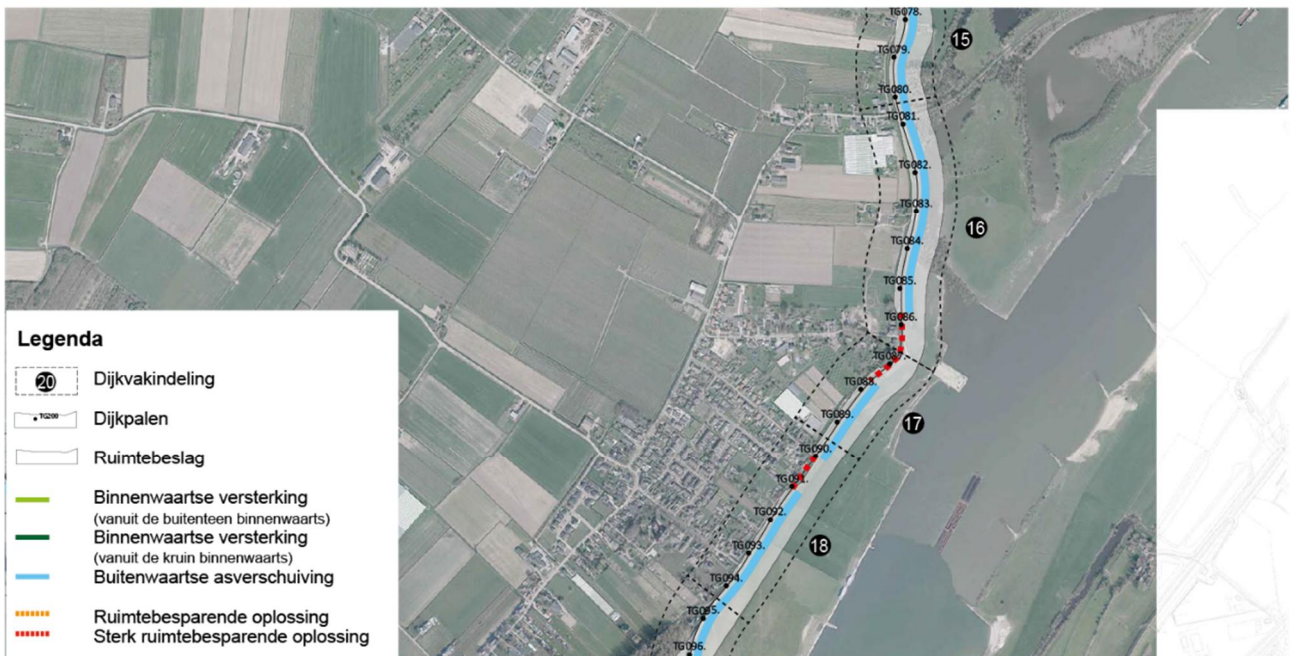 TG078.
15
TG079.
TG080.
TG081.
TG082.
TG083.
16
TG084.
TG085.
TG086.
TG08
TG088.
TG089.
17
TG090.
TG091.
TG092.
18
TG093.
TG094.
TG095.
TG096.
Legenda
20 Dijkvakindeling
TG200 Dijkpalen
Ruimtebeslag
Binnenwaartse versterking
(vanuit de buitenteen binnenwaarts)
Binnenwaartse versterking
(vanuit de kruin binnenwaarts)
Buitenwaartse asverschuiving
Ruimtebesparende oplossing
Sterk ruimtebesparende oplossing